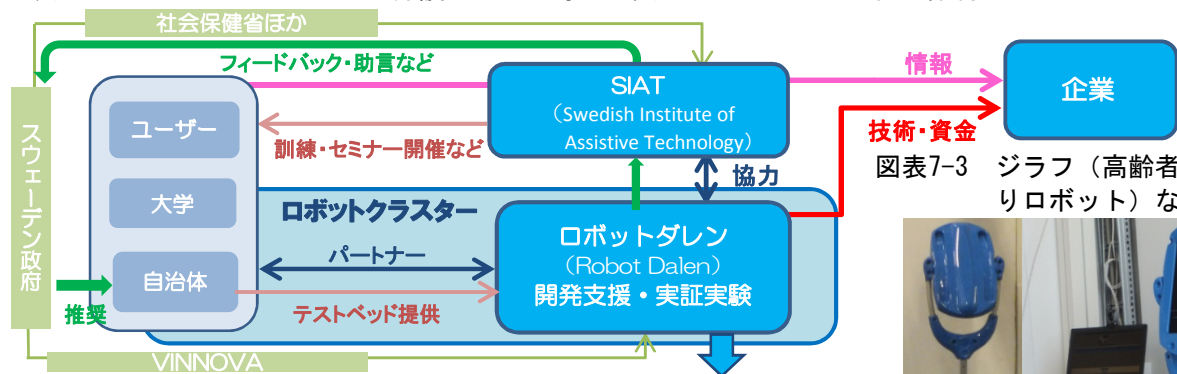 社会保健省ほか
フィードバック・助言など
SIAT
（Swedish Institute of
Assistive Technology）
情報
企業
スウェーデン政府
ユーザー
大学
自治体
訓練・セミナー開催など
技術・資金
協力
図表7-3　ジラフ（高齢者
りロボット）な
ロボットクラスター
パートナー
ロボットダレン
（Robot Dalen）
開発支援・実証実験
推奨
テストベッド提供
VINNOVA